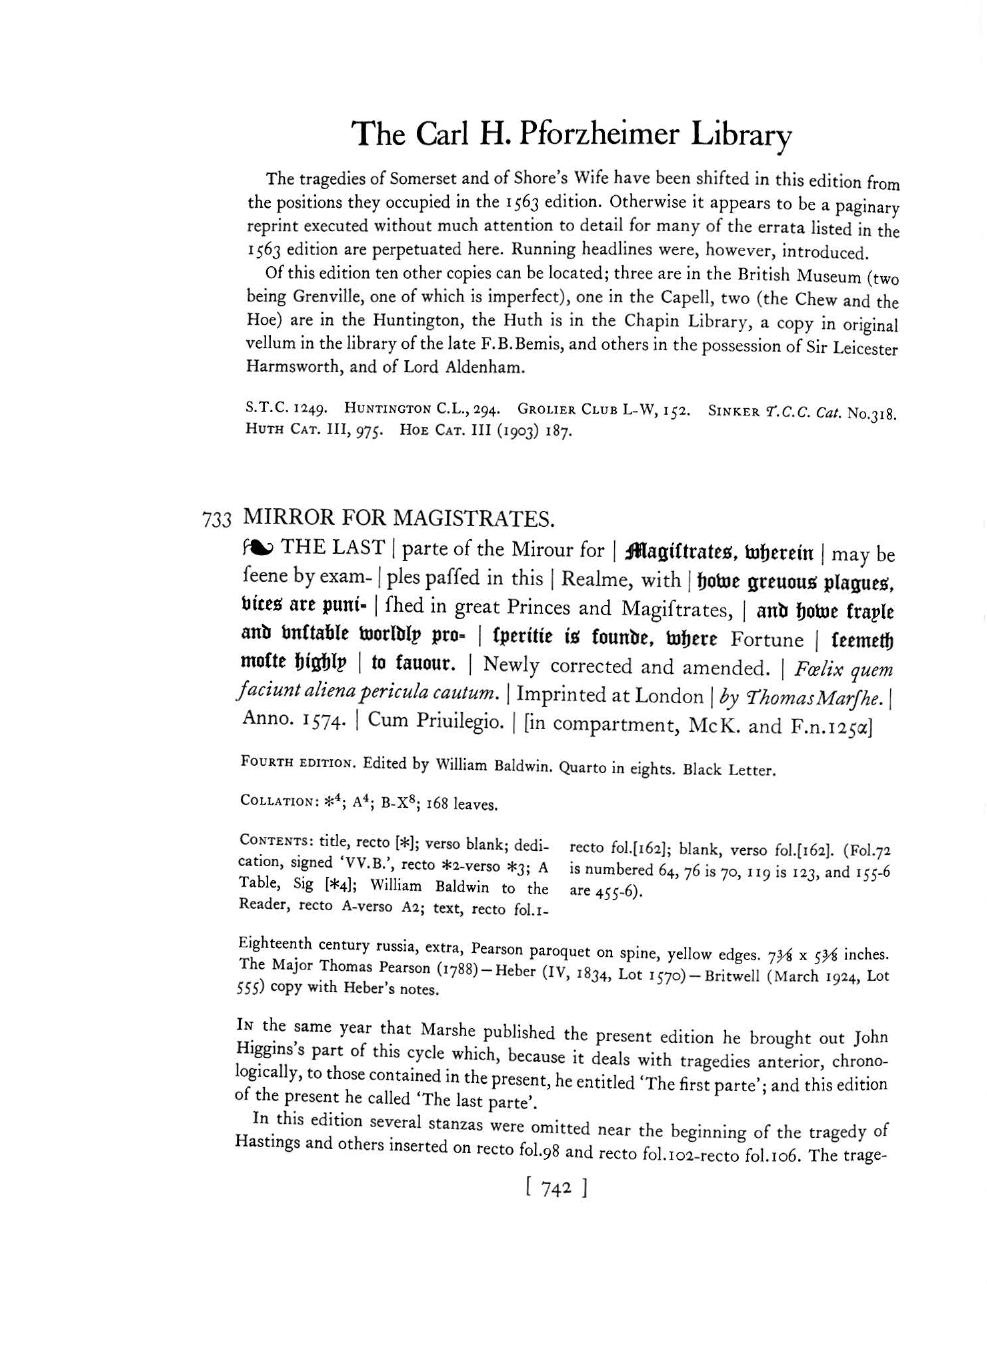 The Carl H. Pforzheimer Library
The tragedies of Somerset and of Shore's Wife have been shifted in this edition from
the positions they occupied in the 1563 edition. Otherwise it appears to be a paginary
reprint executed without much attention to detail for many of the errata listed in the
1563 edition are perpetuated here. Running headlines were, however, introduced.
Of this edition ten other copies can be located; three are in the British Museum (two
being Grenville, one of which is imperfect), one in the Capell, two (the Chew and the
Hoe) are in the Huntington, the Huth is in the Chapin Library, a copy in original
vellum in the library of the late F.B.Bemis, and others in the possession of Sir Leicester
Harmsworth, and of Lord Aldenham.
S.T.C. 1249. Huntington C.L., 294. Grolier Club L-W, 152. Sinker T.C.C. Cat. No.318.
Huth Cat. III, 975. Hoe Cat. III (1903) 187.
733 MIRROR FOR MAGISTRATES.
❧ THE LAST | parte of the Mirour for | Magiſtrates, wherein | may be
ſeene by exam- | ples paſſed in this | Realme, with | howe greuous plagues,
vices are puni- | ſhed in great Princes and Magiſtrates, | and howe frayle
and vnſtable worldly pro- | ſperitie is founde, where Fortune | ſeemeth
moſte highly | to fauour. | Newly corrected and amended. | Fœlix quem
faciunt aliena pericula cautum. | Imprinted at London | by Thomas Marſhe. |
Anno. 1574. | Cum Priuilegio. | [in compartment, McK. and F.n.125α]
Fourth edition. Edited by William Baldwin. Quarto in eights. Black Letter.
Collation: *⁴; A⁴; B-X⁸; 168 leaves.
Contents: title, recto [*]; verso blank; dedi-
cation, signed 'VV.B.', recto *2-verso *3; A
Table, Sig [*4]; William Baldwin to the
Reader, recto A-verso A2; text, recto fol.1-
recto fol.[162]; blank, verso fol.[162]. (Fol.72
is numbered 64, 76 is 70, 119 is 123, and 155-6
are 455-6).
Eighteenth century russia, extra, Pearson paroquet on spine, yellow edges. 7⅜ x 5⅜ inches.
The Major Thomas Pearson (1788)—Heber (IV, 1834, Lot 1570)—Britwell (March 1924, Lot
555) copy with Heber's notes.
In the same year that Marshe published the present edition he brought out John
Higgins's part of this cycle which, because it deals with tragedies anterior, chrono-
logically, to those contained in the present, he entitled 'The first parte'; and this edition
of the present he called 'The last parte'.
In this edition several stanzas were omitted near the beginning of the tragedy of
Hastings and others inserted on recto fol.98 and recto fol.102-recto fol.106. The trage-
[ 742 ]